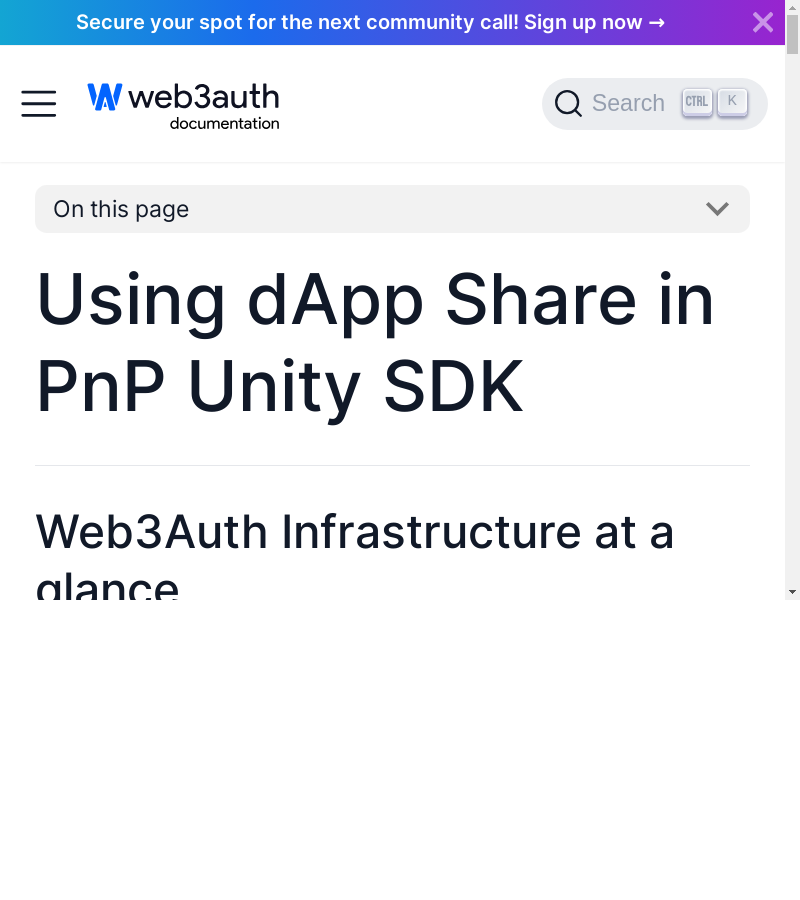 Secure your spot for the next community call! Sign up now →
web3auth
documentation
Search
CTRL K
On this page
Using dApp Share in
PnP Unity SDK
Web3Auth Infrastructure at a
glance